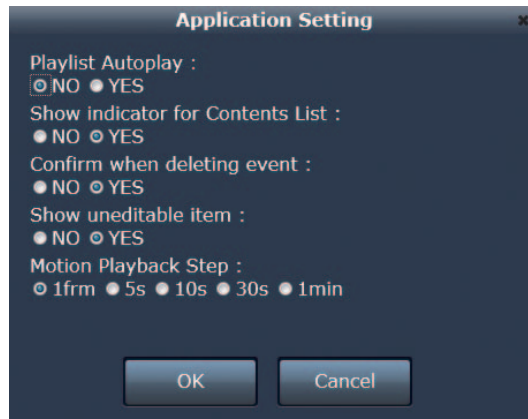 Application Setting
Playlist Autoplay :
NO YES
Show indicator for Contents List :
NO YES
Confirm when deleting event :
NO YES
Show uneditable item :
NO YES
Motion Playback Step :
1frm 5s 10s 30s 1min
OK Cancel